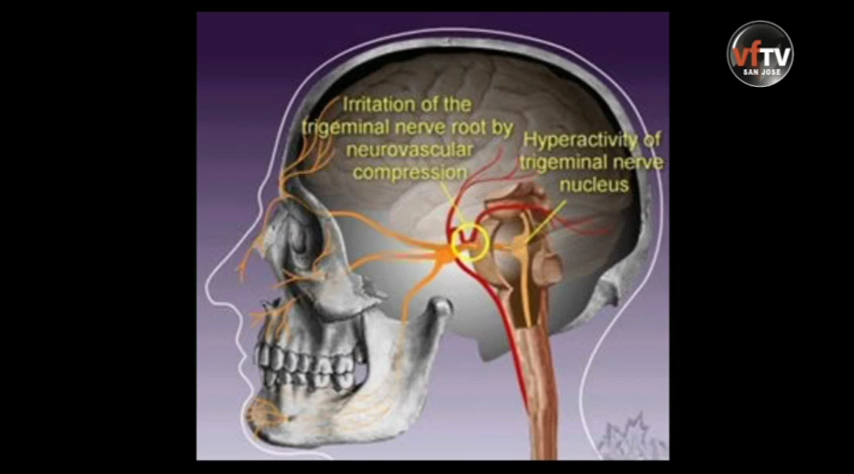 vfTV
SAN JOSE
Irritation of the
trigeminal nerve root by
neurovascular
compression
Hyperactivity of
trigeminal nerve
nucleus